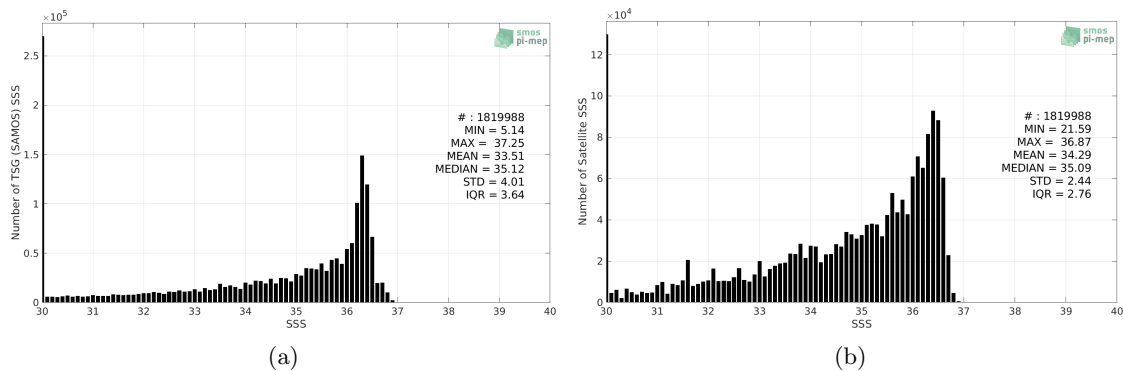 ×10⁵
2.5
2
1.5
1
0.5
0
30 31 32 33 34 35 36 37 38 39 40
SSS
Number of TSG (SAMOS) SSS
smos
pi-mep
# : 1819988
MIN = 5.14
MAX = 37.25
MEAN = 33.51
MEDIAN = 35.12
STD = 4.01
IQR = 3.64
(a)
×10⁴
12
10
8
6
4
2
0
30 31 32 33 34 35 36 37 38 39 40
SSS
Number of Satellite SSS
smos
pi-mep
# : 1819988
MIN = 21.59
MAX = 36.87
MEAN = 34.29
MEDIAN = 35.09
STD = 2.44
IQR = 2.76
(b)